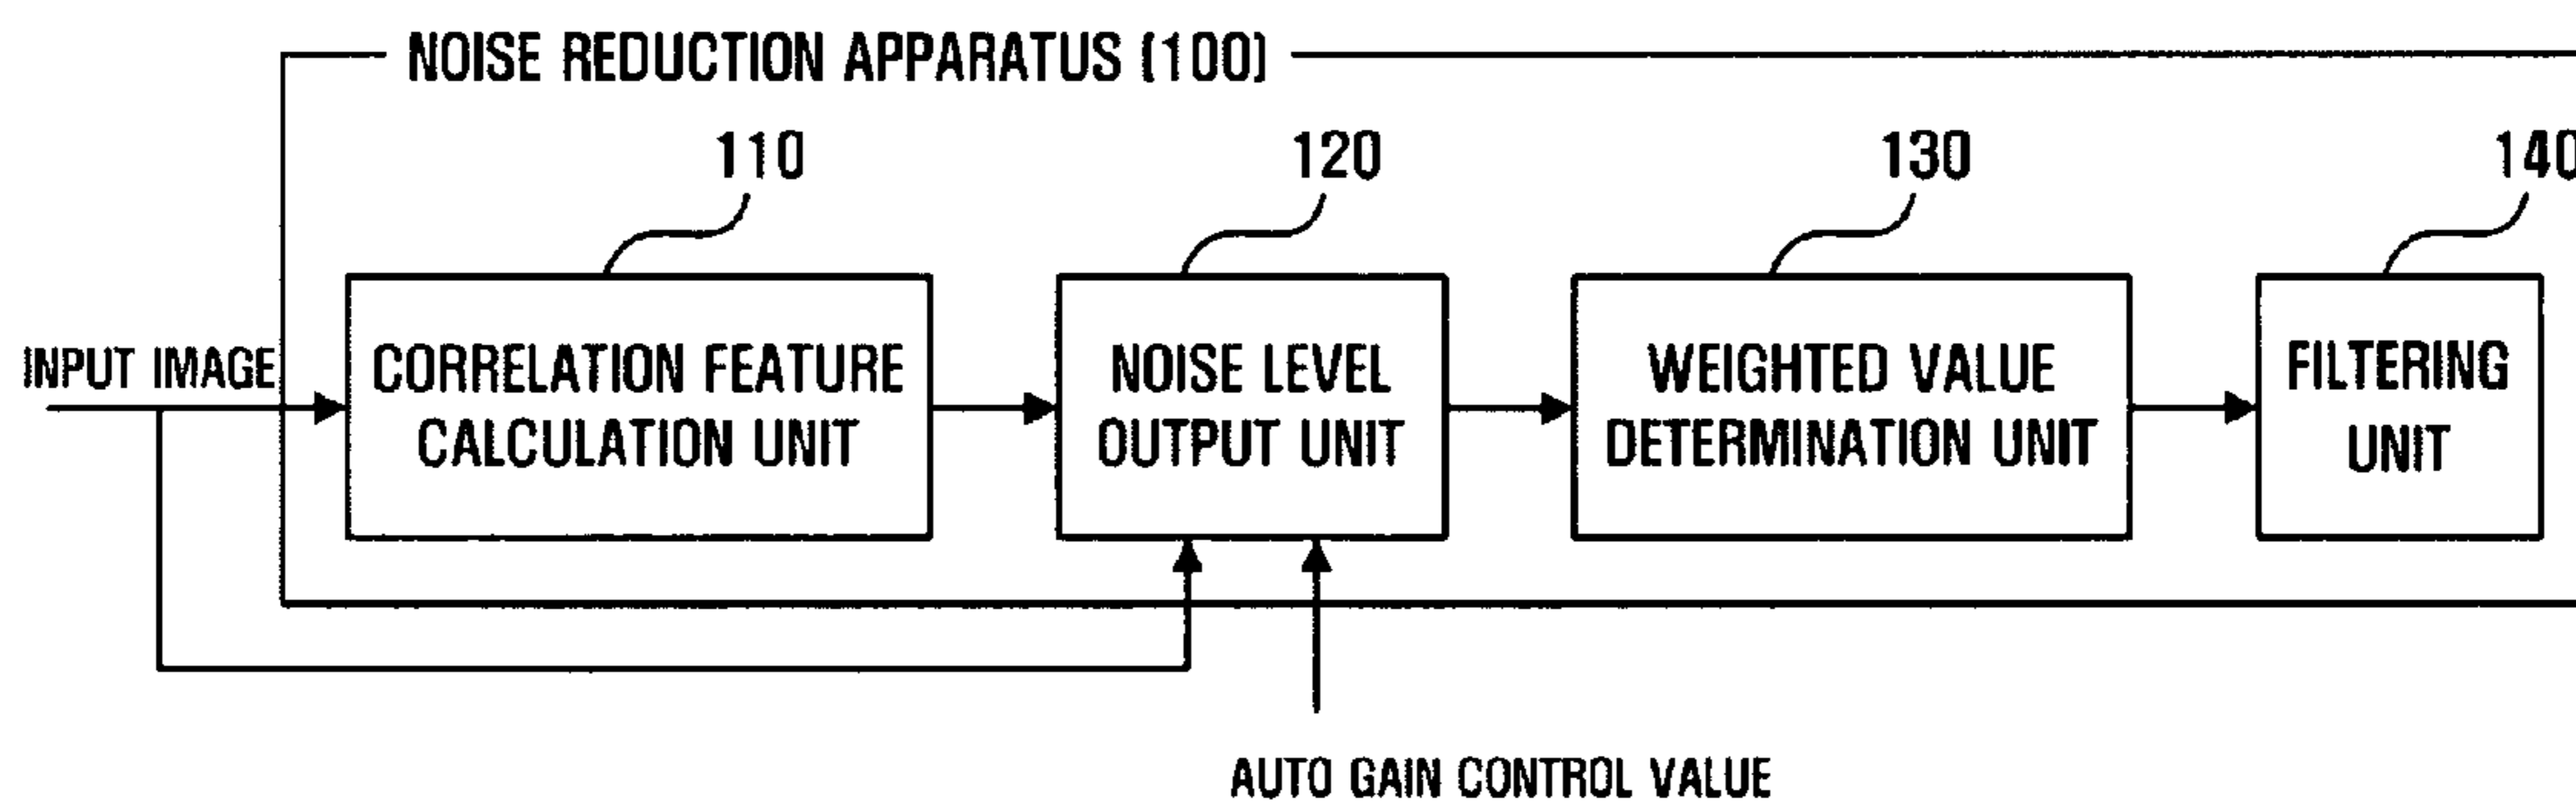 NOISE REDUCTION APPARATUS (100)
110
120
130
140
INPUT IMAGE
CORRELATION FEATURE
CALCULATION UNIT
NOISE LEVEL
OUTPUT UNIT
WEIGHTED VALUE
DETERMINATION UNIT
FILTERING
UNIT
AUTO GAIN CONTROL VALUE